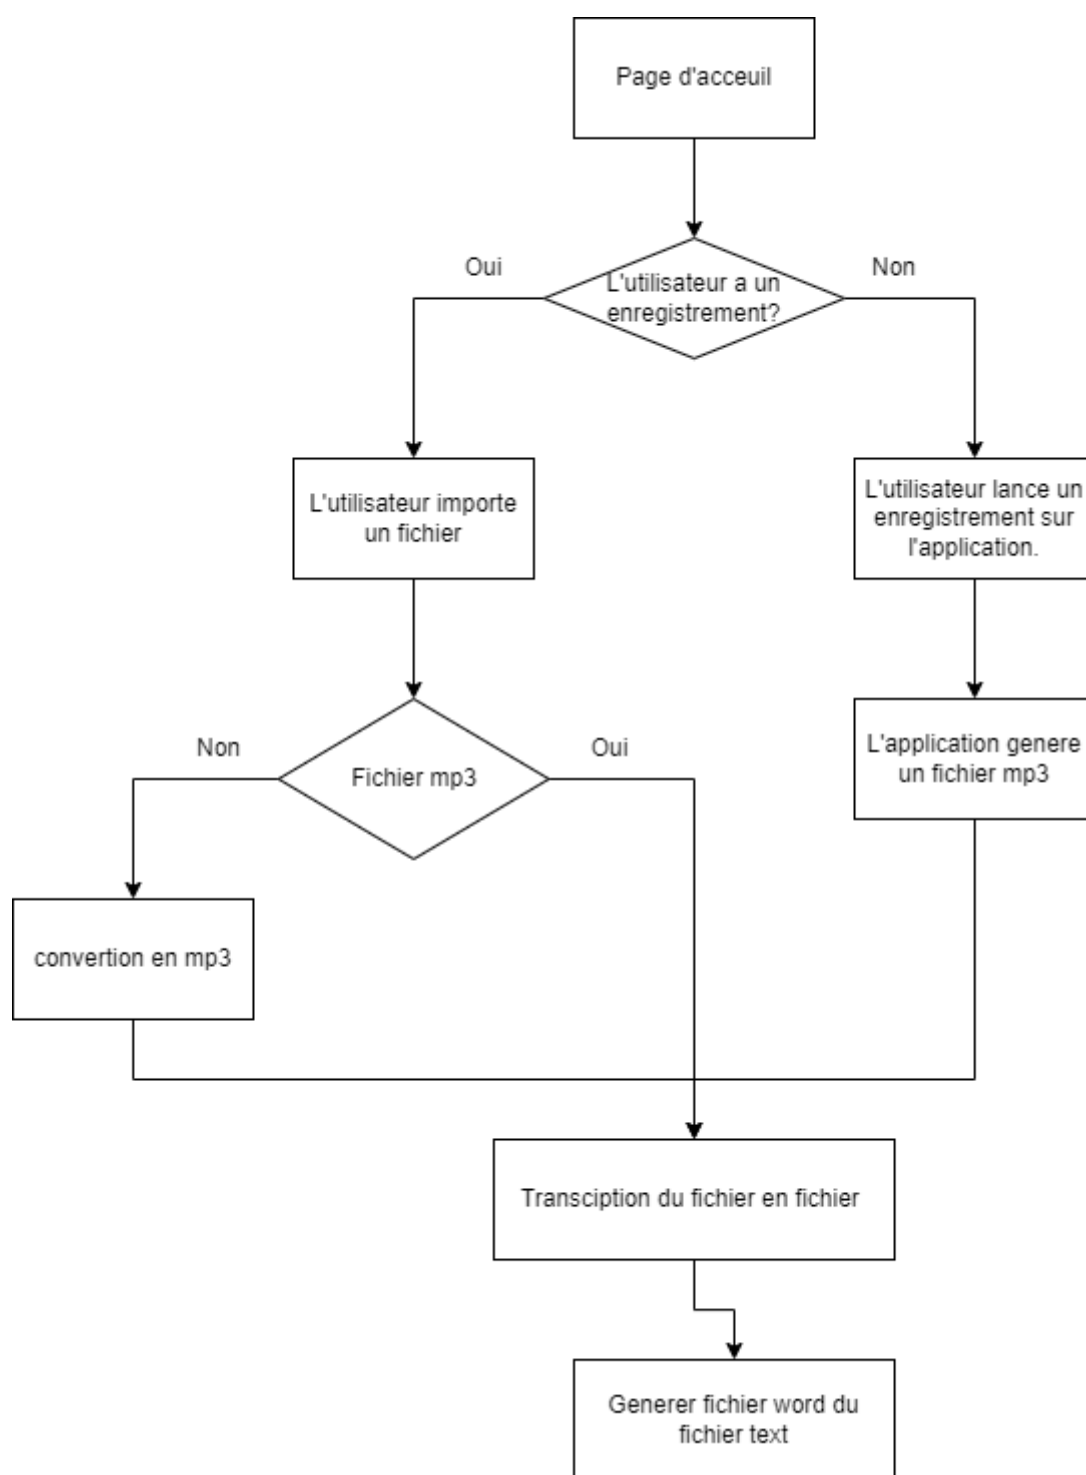 Page d'acceuil
Oui
Non
L'utilisateur a un
enregistrement?
L'utilisateur importe
un fichier
L'utilisateur lance un
enregistrement sur
l'application.
Non
Oui
Fichier mp3
L'application genere
un fichier mp3
convertion en mp3
Transciption du fichier en fichier
Generer fichier word du
fichier text